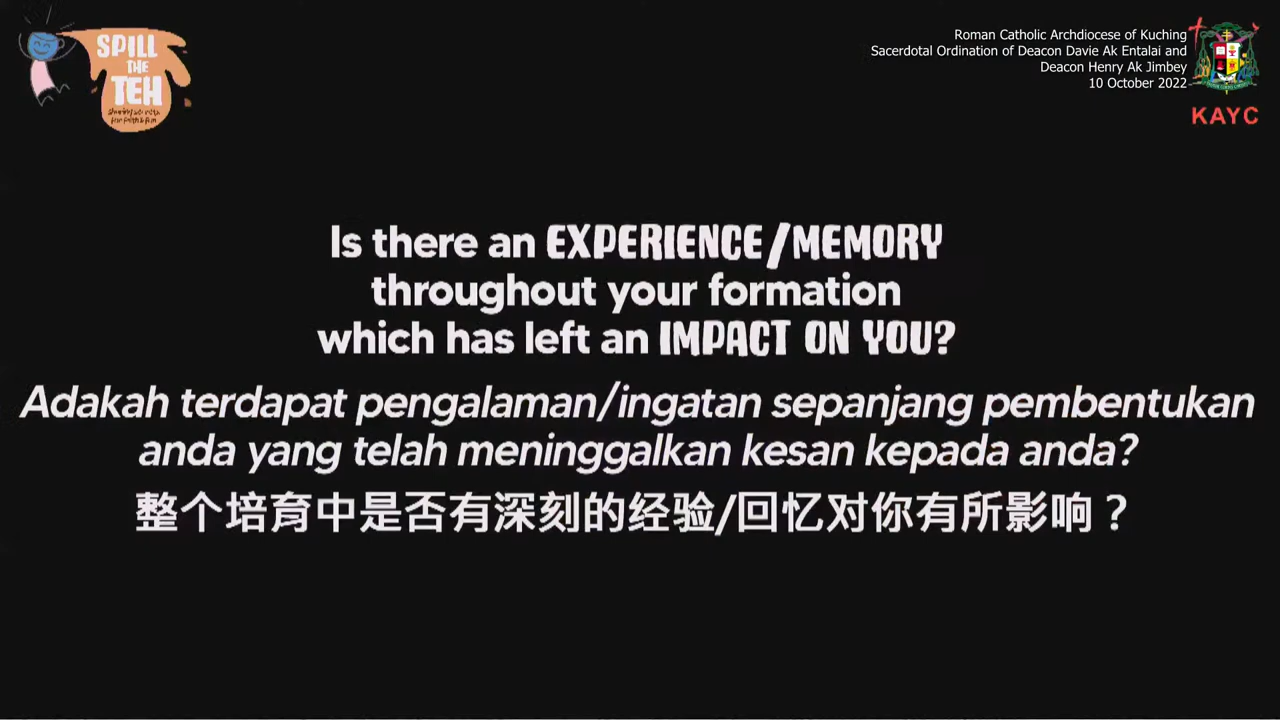 SPILL
THE
TEH
Roman Catholic Archdiocese of Kuching
Sacerdotal Ordination of Deacon Davie Ak Entalai and
Deacon Henry Ak Jimbey
10 October 2022
KAYC
Is there an EXPERIENCE/MEMORY
throughout your formation
which has left an IMPACT ON YOU?
Adakah terdapat pengalaman/ingatan sepanjang pembentukan
anda yang telah meninggalkan kesan kepada anda?
整个培育中是否有深刻的经验/回忆对你有所影响？